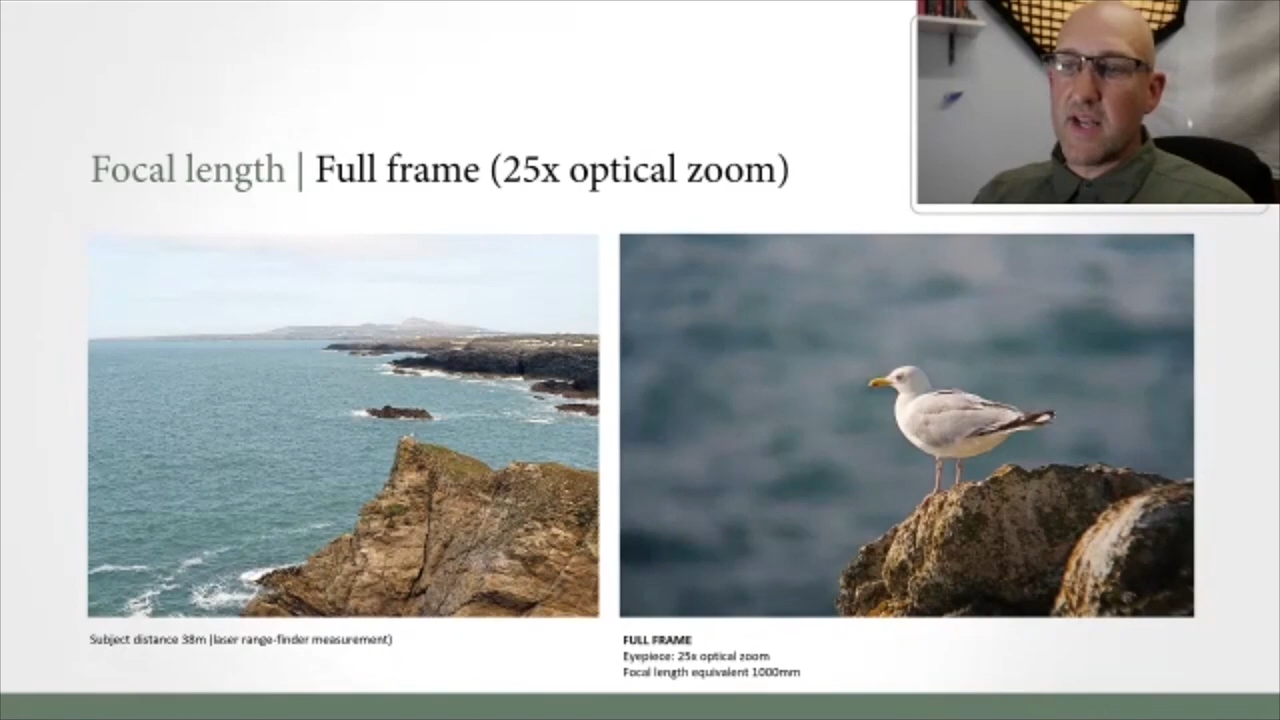 Focal length | Full frame (25x optical zoom)
Subject distance 38m (laser range-finder measurement)
FULL FRAME
Eyepiece: 25x optical zoom
Focal length equivalent 1000mm